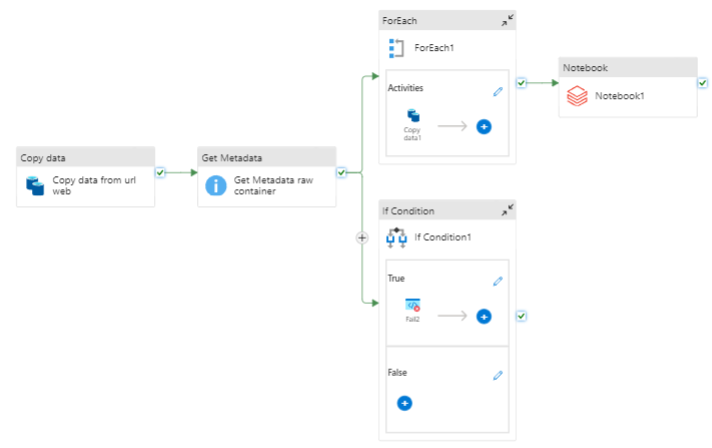 ForEach
ForEach1
Activities
Copy
data1
Notebook
Notebook1
Copy data
Copy data from url
web
Get Metadata
Get Metadata raw
container
If Condition
If Condition1
True
Fail2
False